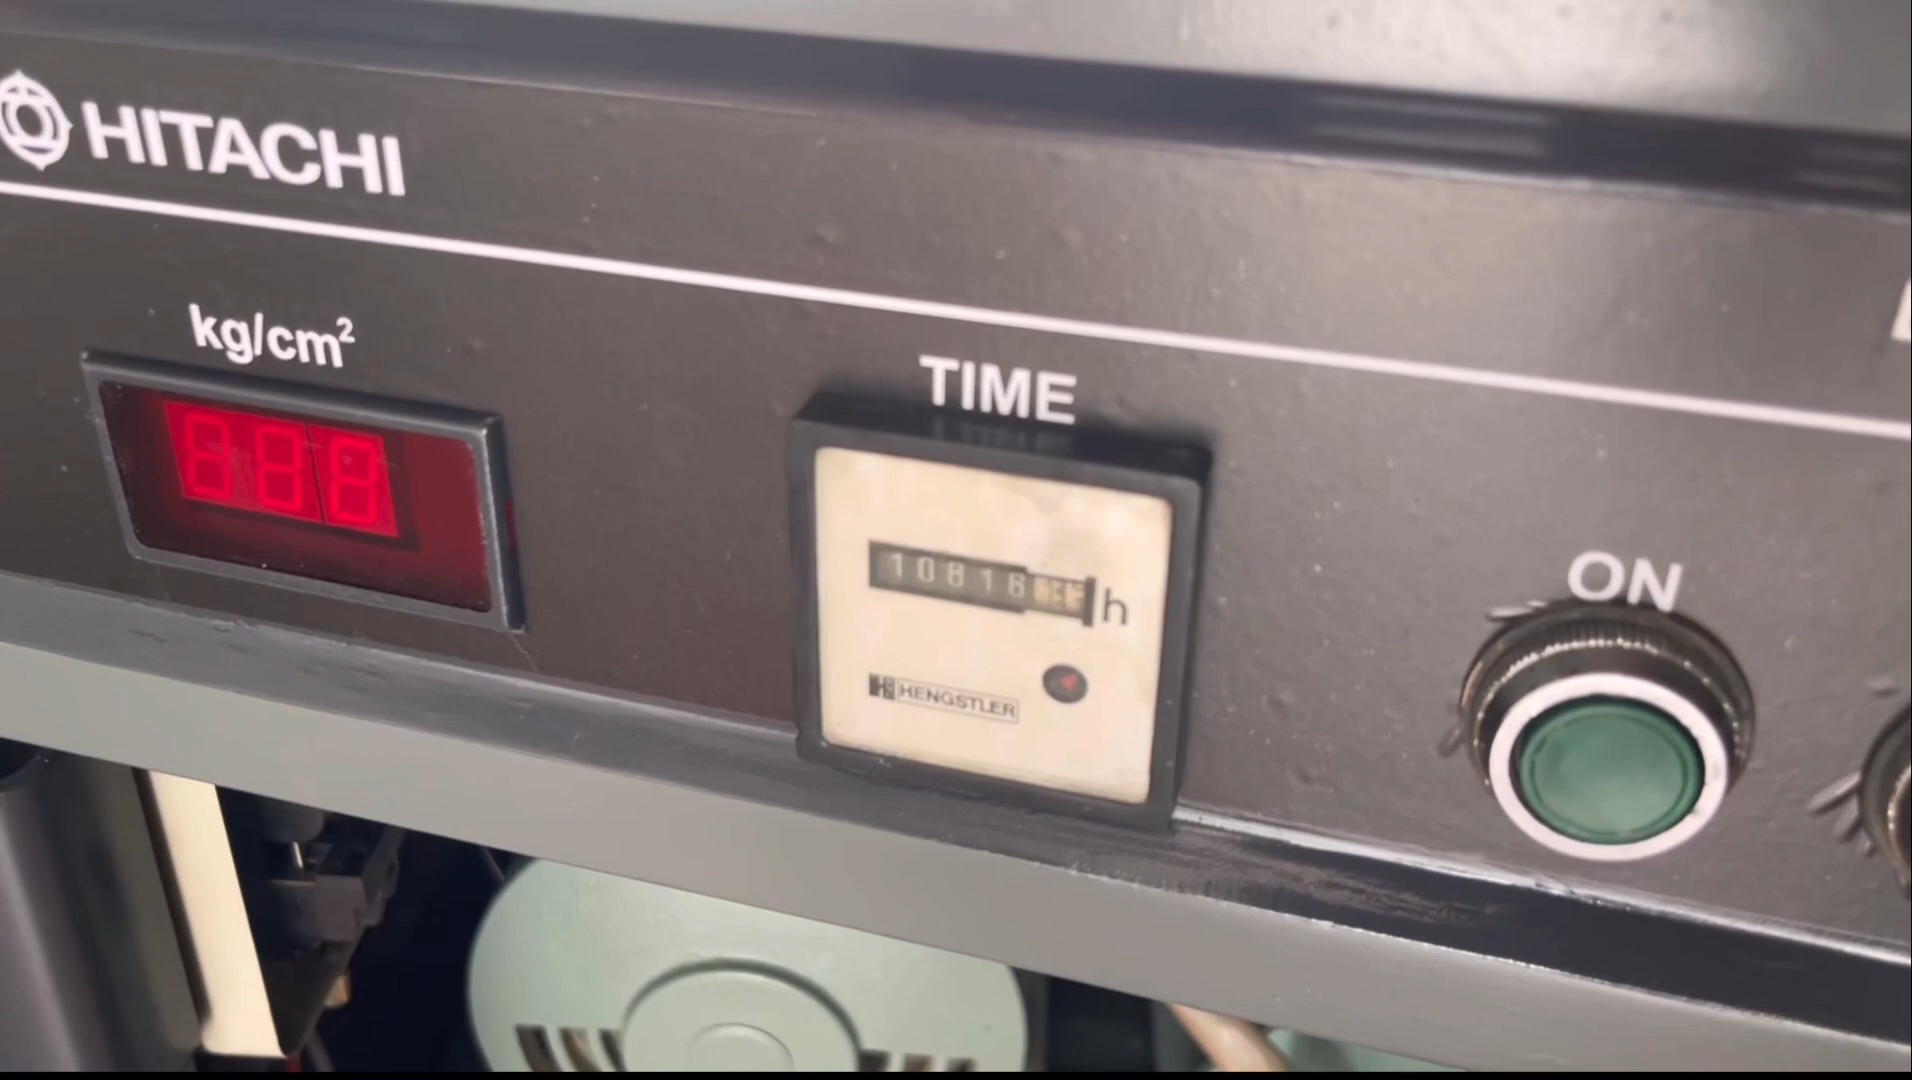 HITACHI
kg/cm²
TIME
10816
h
HENGSTLER
ON